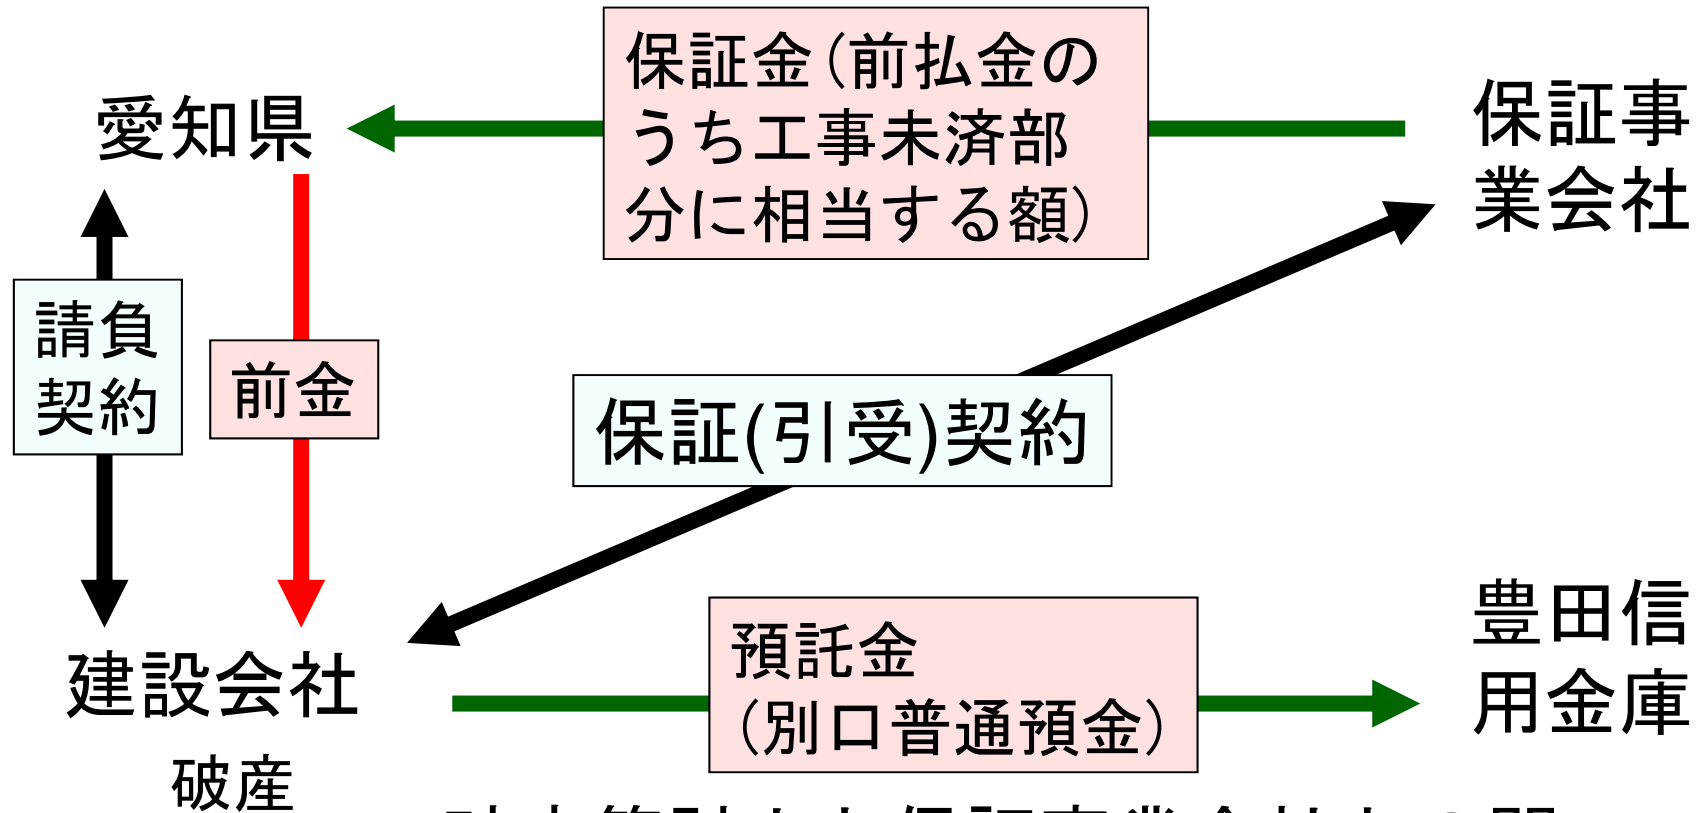 保証金（前払金の
うち工事未済部
分に相当する額）
愛知県
保証事
業会社
請負
契約
前金
保証(引受)契約
豊田信
用金庫
建設会社
預託金
（別口普通預金）
破産